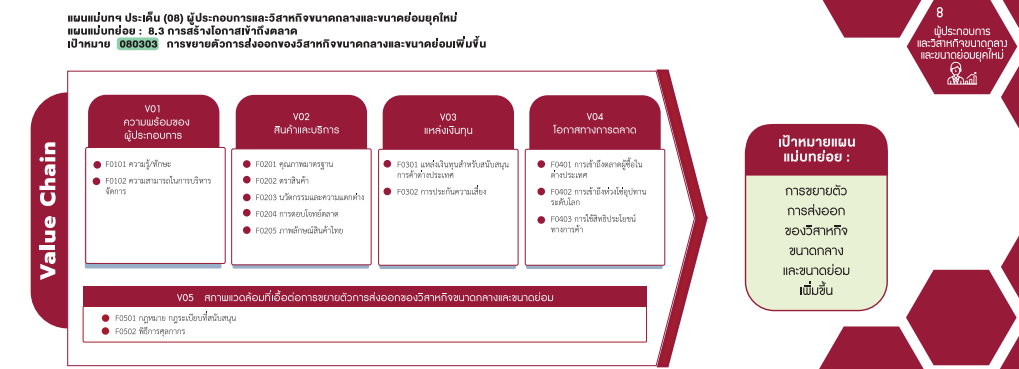 แผนแม่บทฯ ประเด็น (08) ผู้ประกอบการและวิสาหกิจขนาดกลางและขนาดย่อมยุคใหม่
แผนแม่บทย่อย : 8.3 การสร้างโอกาสเข้าถึงตลาด
เป้าหมาย 080303 การขยายตัวการส่งออกของวิสาหกิจขนาดกลางและขนาดย่อมเพิ่มขึ้น
8
ผู้ประกอบการ
และวิสาหกิจขนาดกลาง
และขนาดย่อมยุคใหม่
Value Chain
V01
ความพร้อมของ
ผู้ประกอบการ
F0101 ความรู้/ทักษะ
F0102 ความสามารถในการบริหาร
จัดการ
V02
สินค้าและบริการ
F0201 คุณภาพมาตรฐาน
F0202 ตราสินค้า
F0203 นวัตกรรมและความแตกต่าง
F0204 การตอบโจทย์ตลาด
F0205 ภาพลักษณ์สินค้าไทย
V03
แหล่งเงินทุน
F0301 แหล่งเงินทุนสำหรับสนับสนุน
การค้าต่างประเทศ
F0302 การประกันความเสี่ยง
V04
โอกาสทางการตลาด
F0401 การเข้าถึงตลาดผู้ซื้อใน
ต่างประเทศ
F0402 การเข้าถึงห่วงโซ่อุปทาน
ระดับโลก
F0403 การใช้สิทธิประโยชน์
ทางการค้า
V05 สภาพแวดล้อมที่เอื้อต่อการขยายตัวการส่งออกของวิสาหกิจขนาดกลางและขนาดย่อม
F0501 กฎหมาย กฎระเบียบที่สนับสนุน
F0502 พิธีการศุลกากร
เป้าหมายแผน
แม่บทย่อย :
การขยายตัว
การส่งออก
ของวิสาหกิจ
ขนาดกลาง
และขนาดย่อม
เพิ่มขึ้น